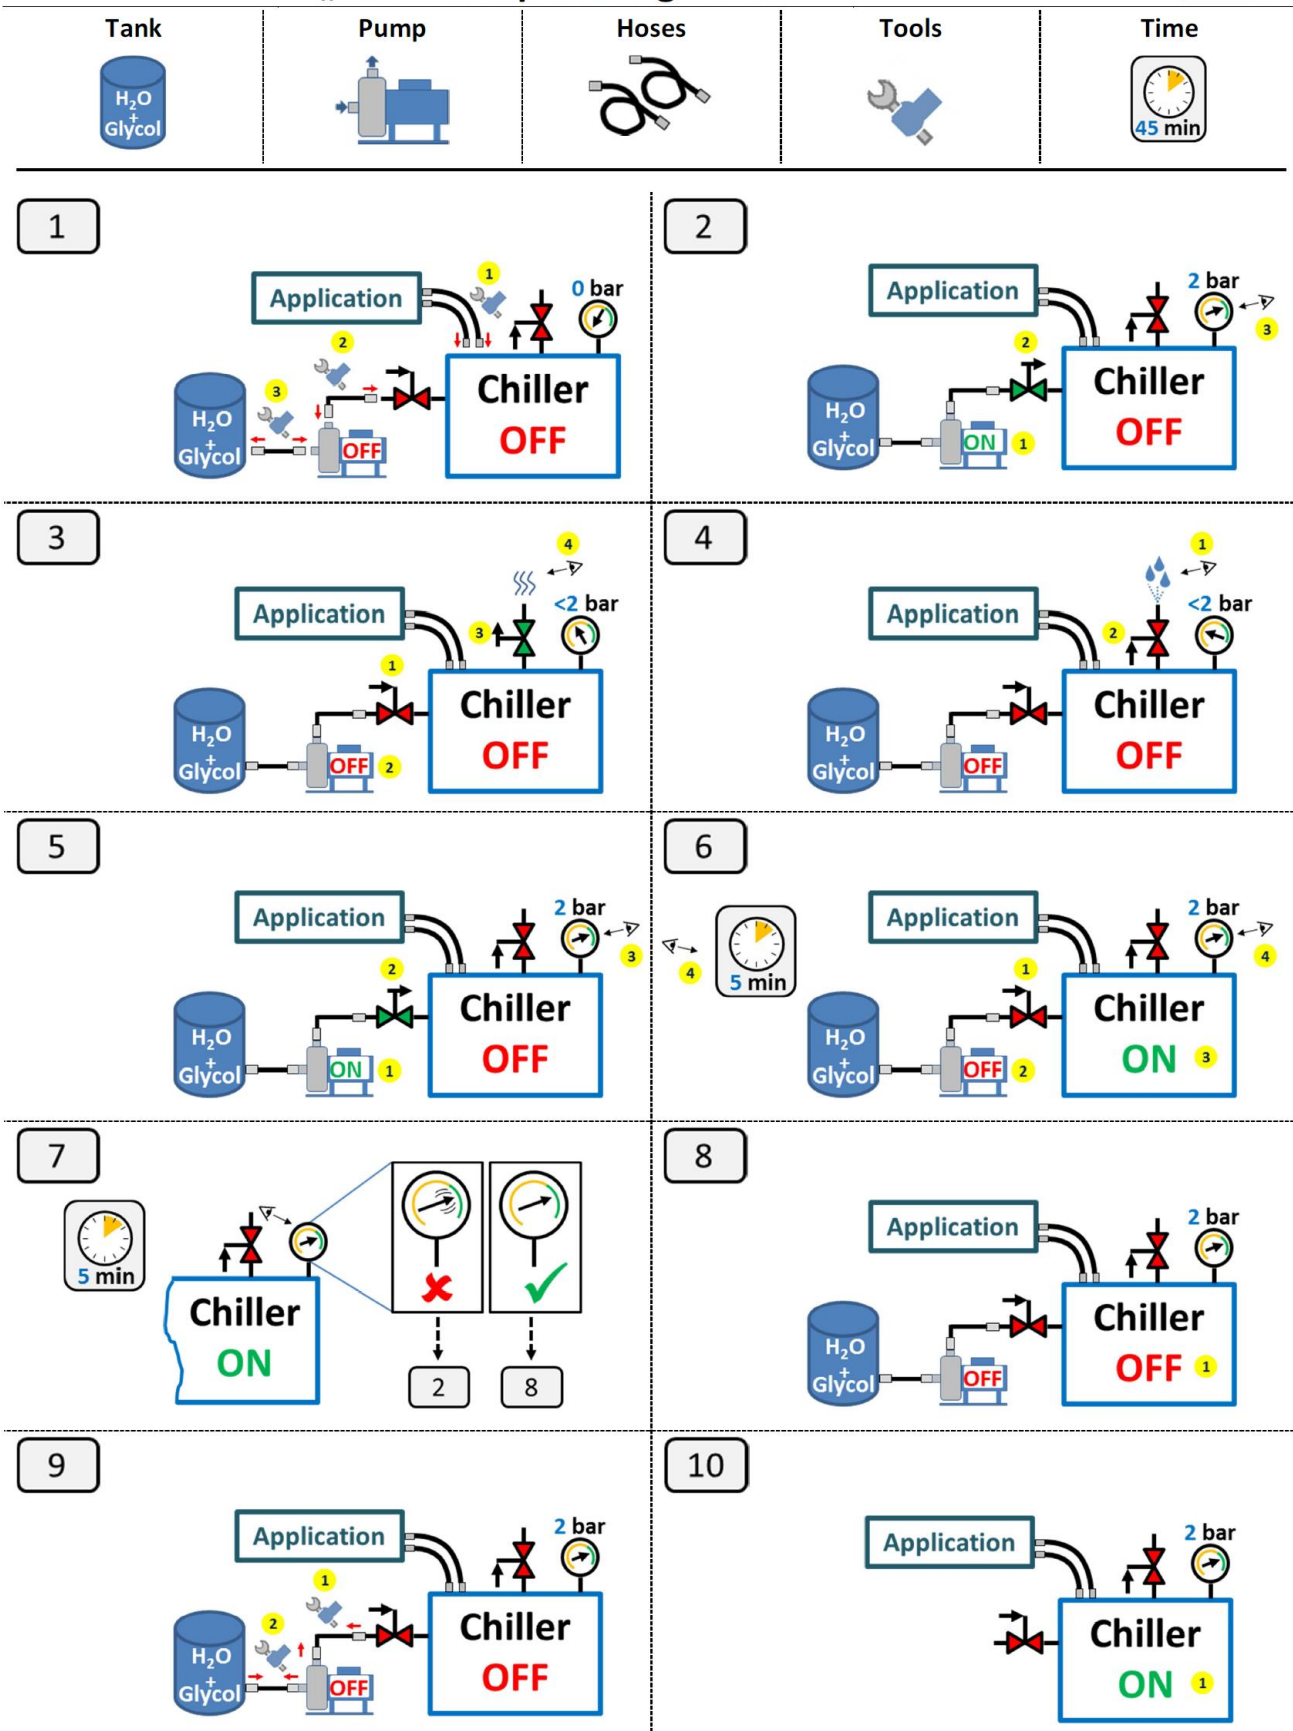 Tank
Pump
Hoses
Tools
Time
H2O
+
Glycol
45 min
1
Application
1
0 bar
2
3
Chiller
OFF
H2O
+
Glycol
OFF
2
Application
2 bar
3
2
Chiller
OFF
H2O
+
Glycol
ON
1
3
4
Application
<2 bar
3
1
Chiller
OFF
H2O
+
Glycol
OFF
2
4
1
Application
<2 bar
2
Chiller
OFF
H2O
+
Glycol
OFF
5
Application
2 bar
3
2
Chiller
OFF
H2O
+
Glycol
ON
1
6
4
5 min
Application
2 bar
4
1
Chiller
ON
3
H2O
+
Glycol
OFF
2
7
5 min
Chiller
ON
2
8
8
Application
2 bar
Chiller
OFF
1
H2O
+
Glycol
OFF
9
Application
2 bar
1
2
Chiller
OFF
H2O
+
Glycol
OFF
10
Application
2 bar
Chiller
ON
1